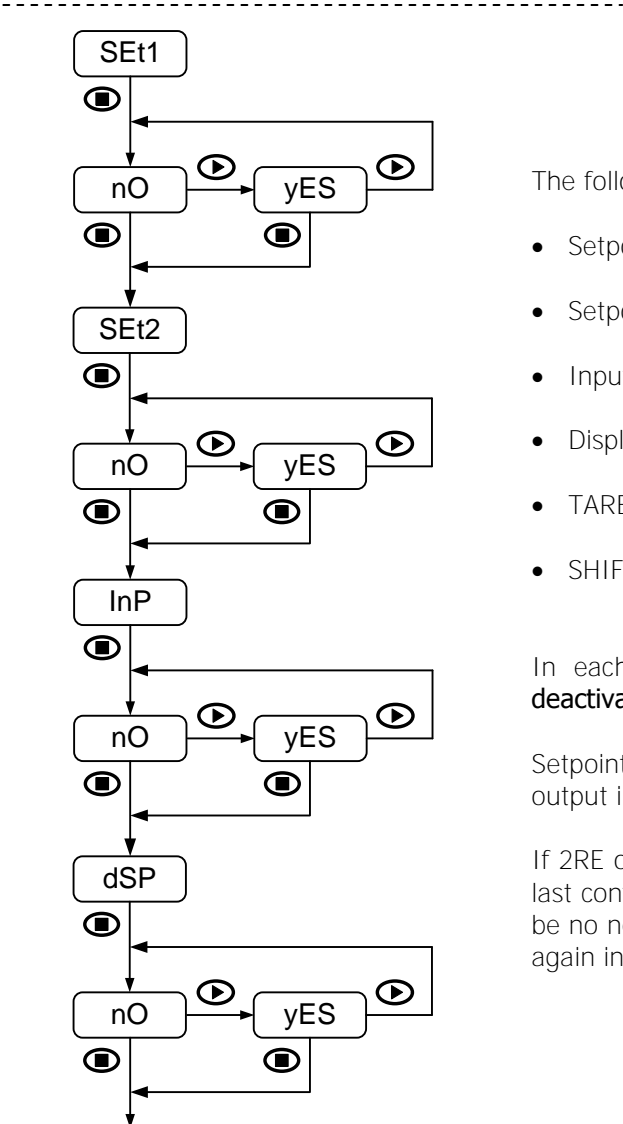 SEt1
nO yES
SEt2
nO yES
InP
nO yES
dSP
nO yES
The follo
• Setpo
• Setpo
• Inpu
• Displ
• TARE
• SHIF
In each
deactiva
Setpoint
output i
If 2RE o
last con
be no n
again in